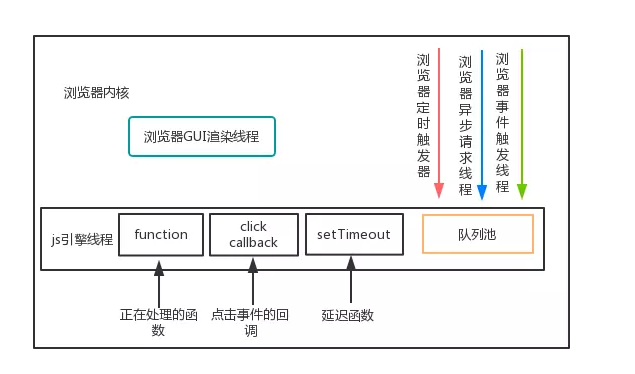 浏览器内核
浏览器GUI渲染线程
浏览器定时触发器
浏览器异步请求线程
浏览器事件触发线程
js引擎线程
function
click
callback
setTimeout
队列池
正在处理的函
数
点击事件的回
调
延迟函数